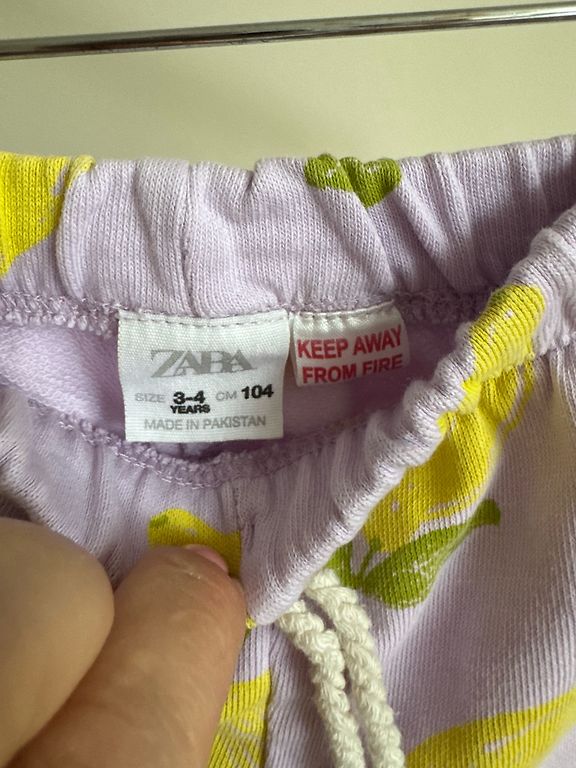 ZARA
SIZE 3-4 CM 104
YEARS
MADE IN PAKISTAN
KEEP AWAY
FROM FIRE